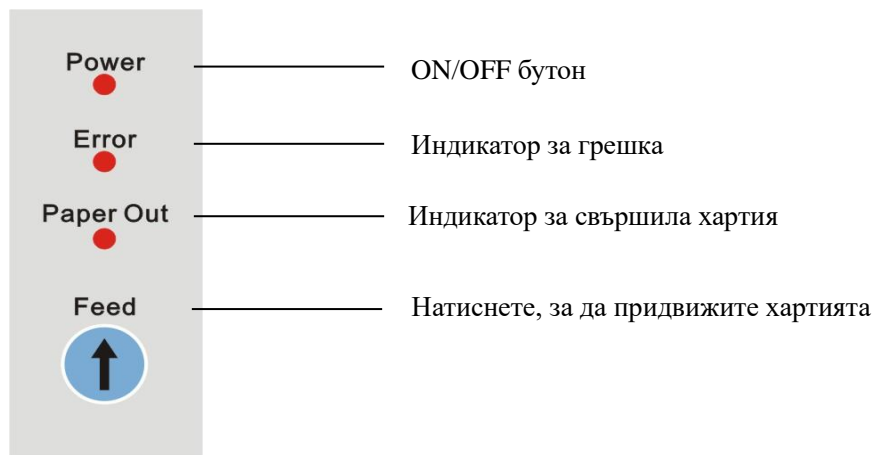 Power ON/OFF бутон
Error Индикатор за грешка
Paper Out Индикатор за свършила хартия
Feed Натиснете, за да придвижите хартията